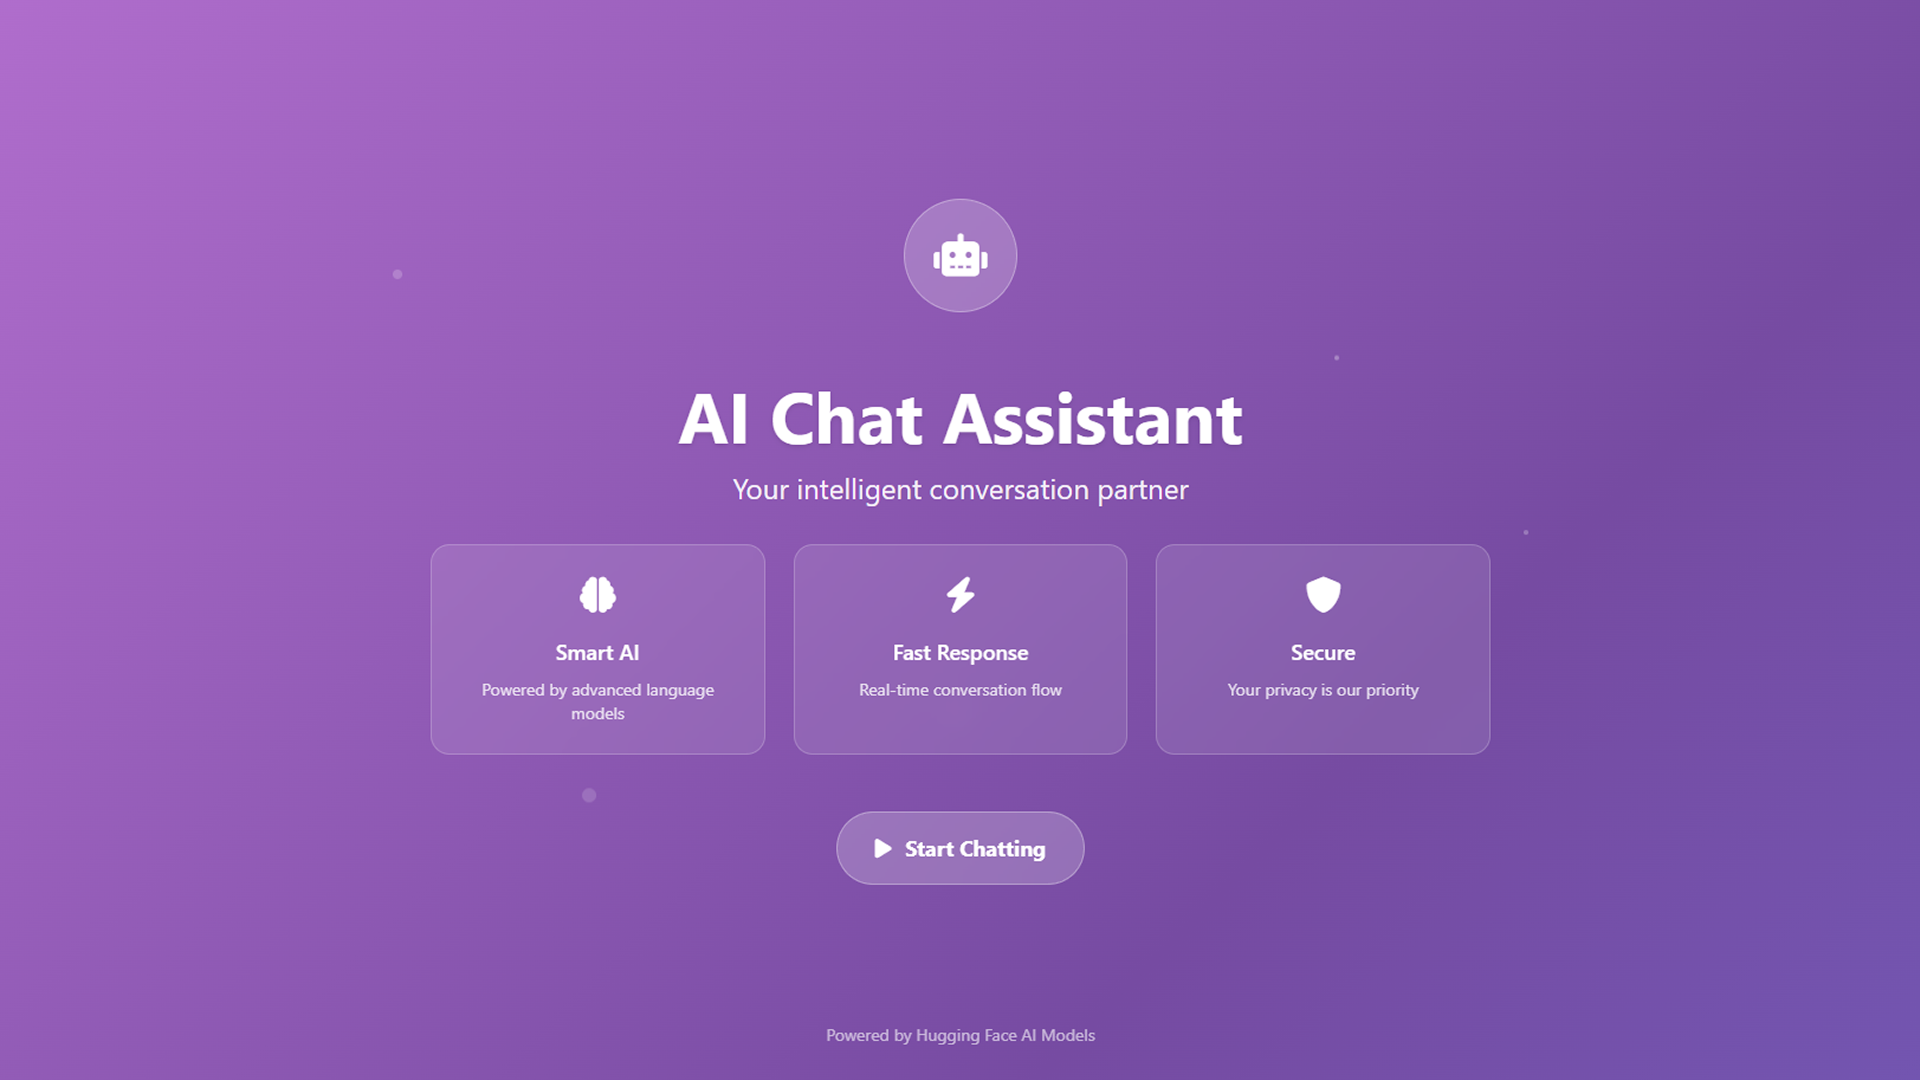 AI Chat Assistant
Your intelligent conversation partner
Smart AI
Powered by advanced language
models
Fast Response
Real-time conversation flow
Secure
Your privacy is our priority
Start Chatting
Powered by Hugging Face AI Models